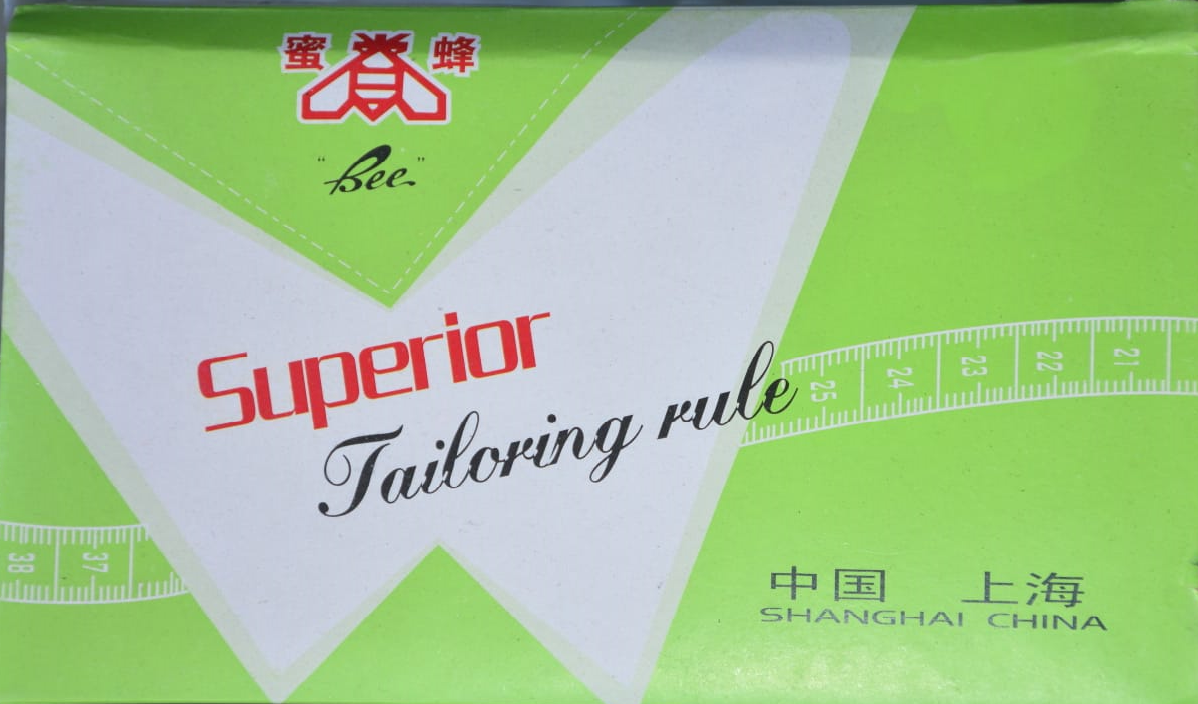 蜜 蜂
"Bee"
Superior
Tailoring rule
25 24 23 22 21
38 37
中国 上海
SHANGHAI CHINA